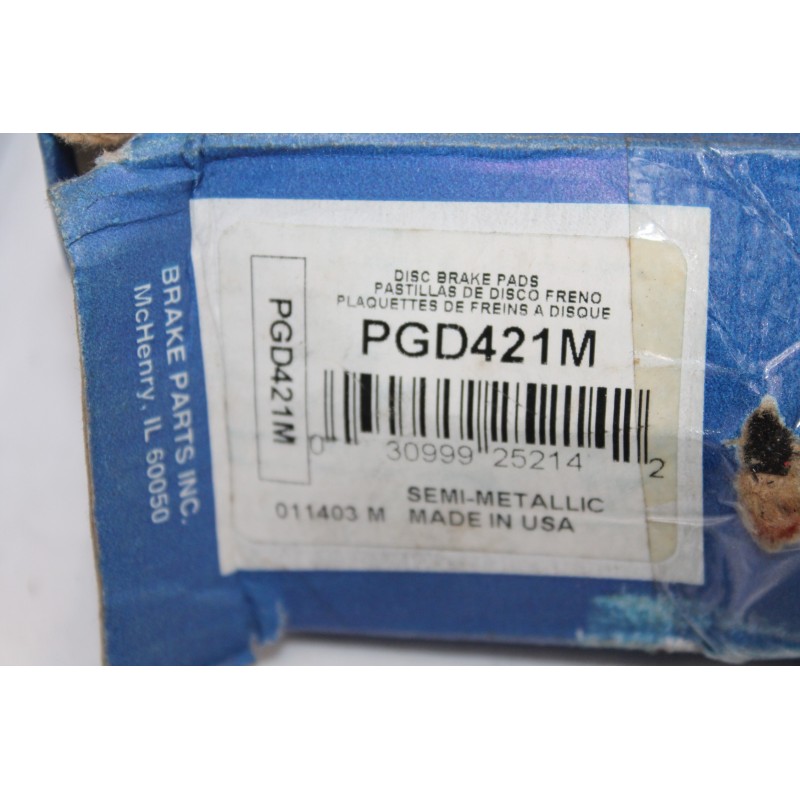 BRAKE PARTS INC.
McHenry, IL 60050
PGD421M
DISC BRAKE PADS
PASTILLAS DE DISCO FRENO
PLAQUETTES DE FREINS A DISQUE
PGD421M
0 30999 25214 2
SEMI-METALLIC
011403 M MADE IN USA